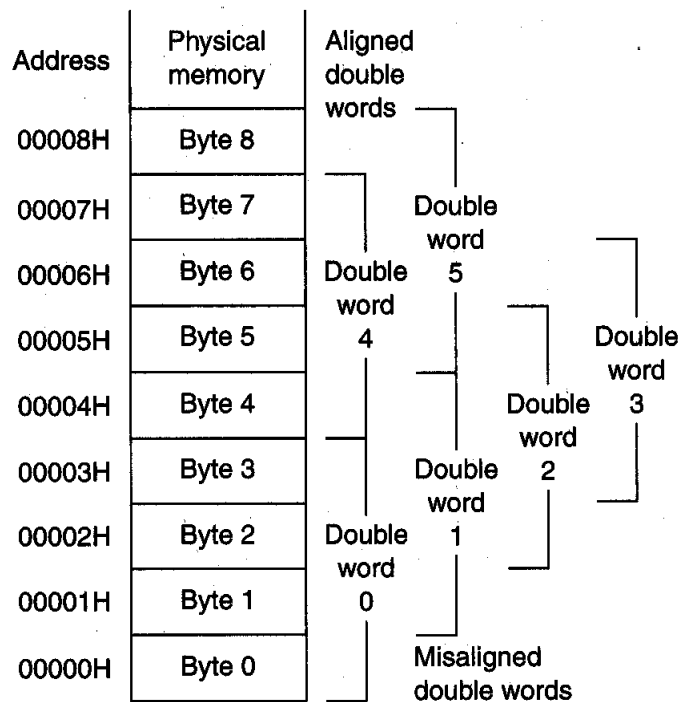 Address
Physical
memory
Aligned
double
words
00008H
Byte 8
00007H
Byte 7
00006H
Byte 6
00005H
Byte 5
00004H
Byte 4
00003H
Byte 3
00002H
Byte 2
00001H
Byte 1
00000H
Byte 0
Double
word
4
Double
word
0
Double
word
5
Double
word
1
Double
word
2
Double
word
3
Misaligned
double words